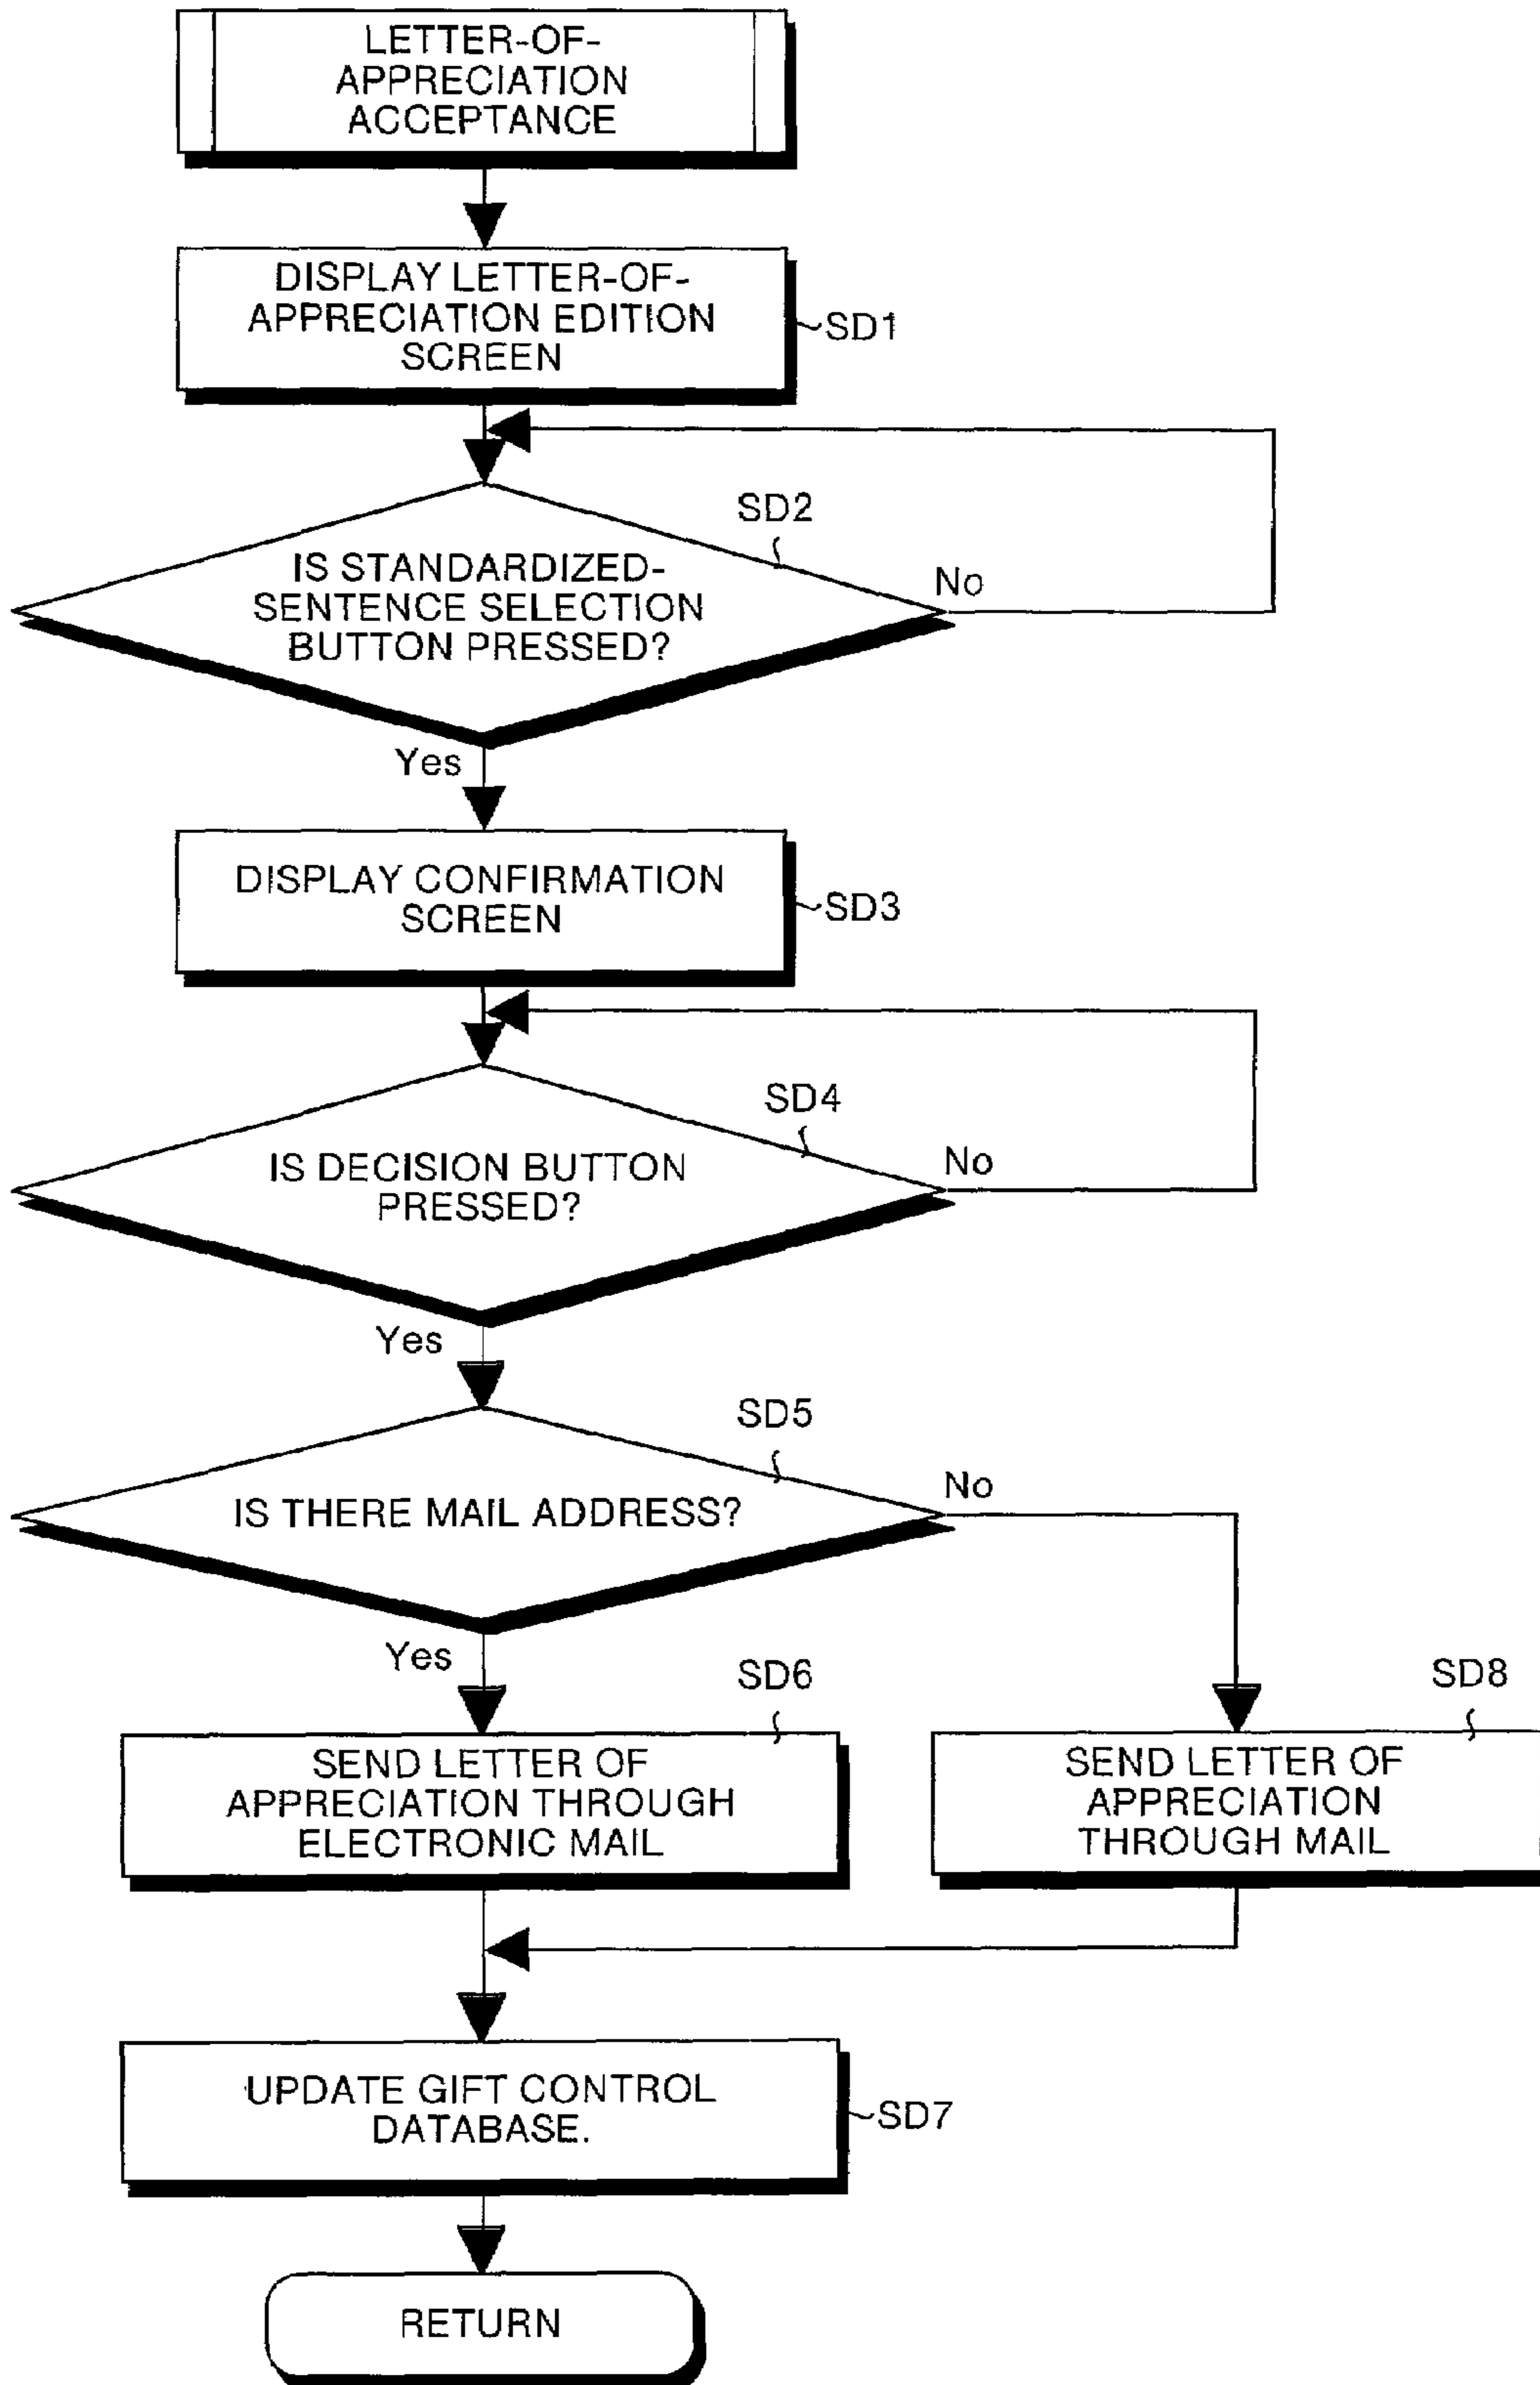 LETTER-OF-
APPRECIATION
ACCEPTANCE
DISPLAY LETTER-OF-
APPRECIATION EDITION
SCREEN
SD1
SD2
IS STANDARDIZED-
SENTENCE SELECTION
BUTTON PRESSED?
No
Yes
DISPLAY CONFIRMATION
SCREEN
SD3
SD4
IS DECISION BUTTON
PRESSED?
No
Yes
SD5
IS THERE MAIL ADDRESS?
No
Yes
SD6
SEND LETTER OF
APPRECIATION THROUGH
ELECTRONIC MAIL
SD8
SEND LETTER OF
APPRECIATION
THROUGH MAIL
UPDATE GIFT CONTROL
DATABASE.
SD7
RETURN